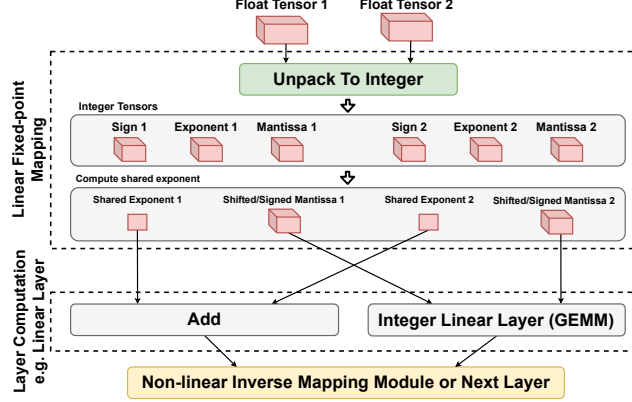 Float Tensor 1
Float Tensor 2
Linear Fixed-point
Mapping
Unpack To Integer
Integer Tensors
Sign 1
Exponent 1
Mantissa 1
Sign 2
Exponent 2
Mantissa 2
Compute shared exponent
Shared Exponent 1
Shifted/Signed Mantissa 1
Shared Exponent 2
Shifted/Signed Mantissa 2
Layer Computation
e.g. Linear Layer
Add
Integer Linear Layer (GEMM)
Non-linear Inverse Mapping Module or Next Layer